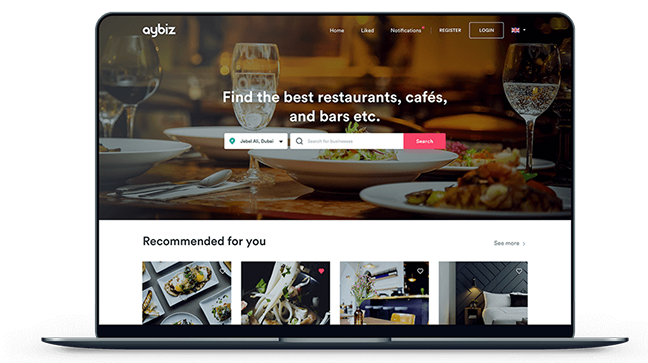 aybiz
Home Liked Notifications REGISTER LOGIN
Find the best restaurants, cafés,
and bars etc.
Jebel Ali, Dubai Search for businesses Search
Recommended for you See more